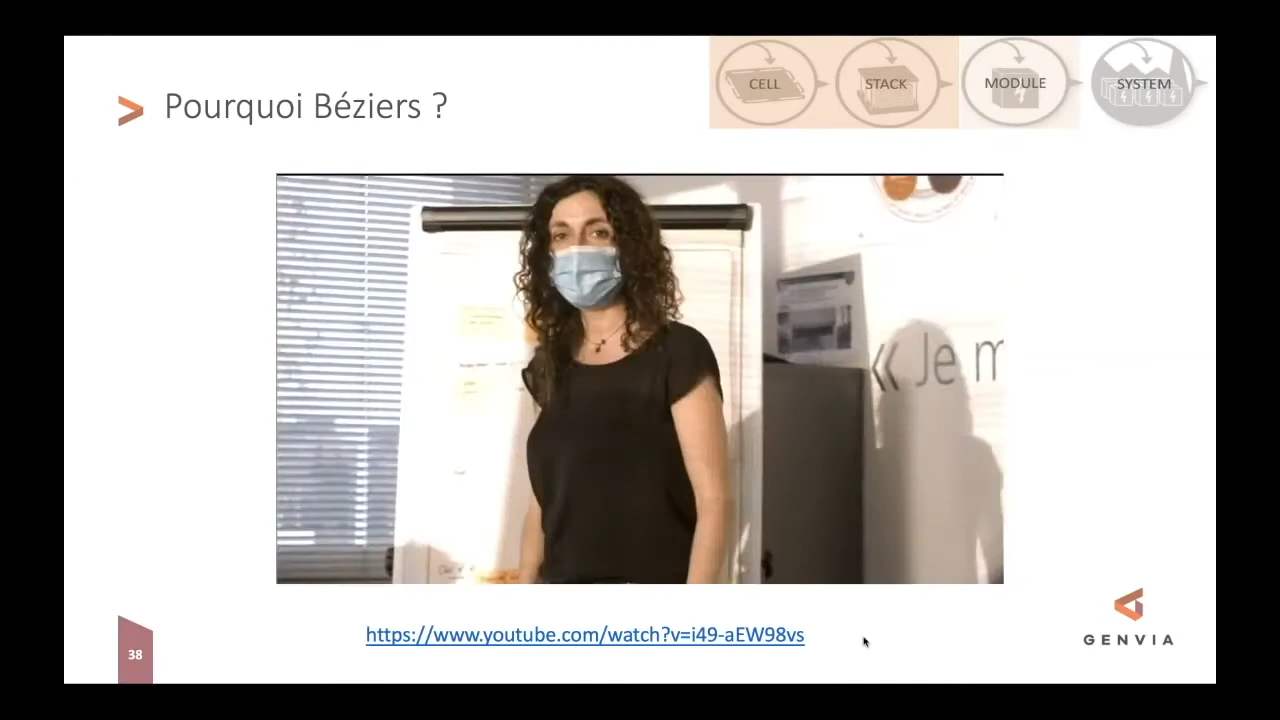 Pourquoi Béziers ?
CELL
STACK
MODULE
SYSTEM
« Je m
https://www.youtube.com/watch?v=i49-aEW98vs
38
GENVIA